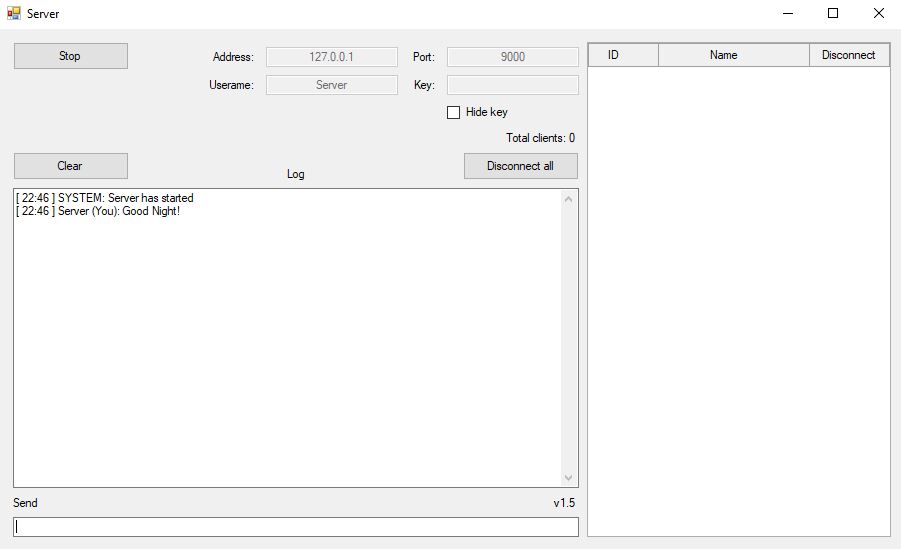 Server
Stop
Address: 127.0.0.1 Port: 9000
Userame: Server Key:
Hide key
Total clients: 0
Clear
Log
Disconnect all
[ 22:46 ] SYSTEM: Server has started
[ 22:46 ] Server (You): Good Night!
Send
v1.5
ID Name Disconnect